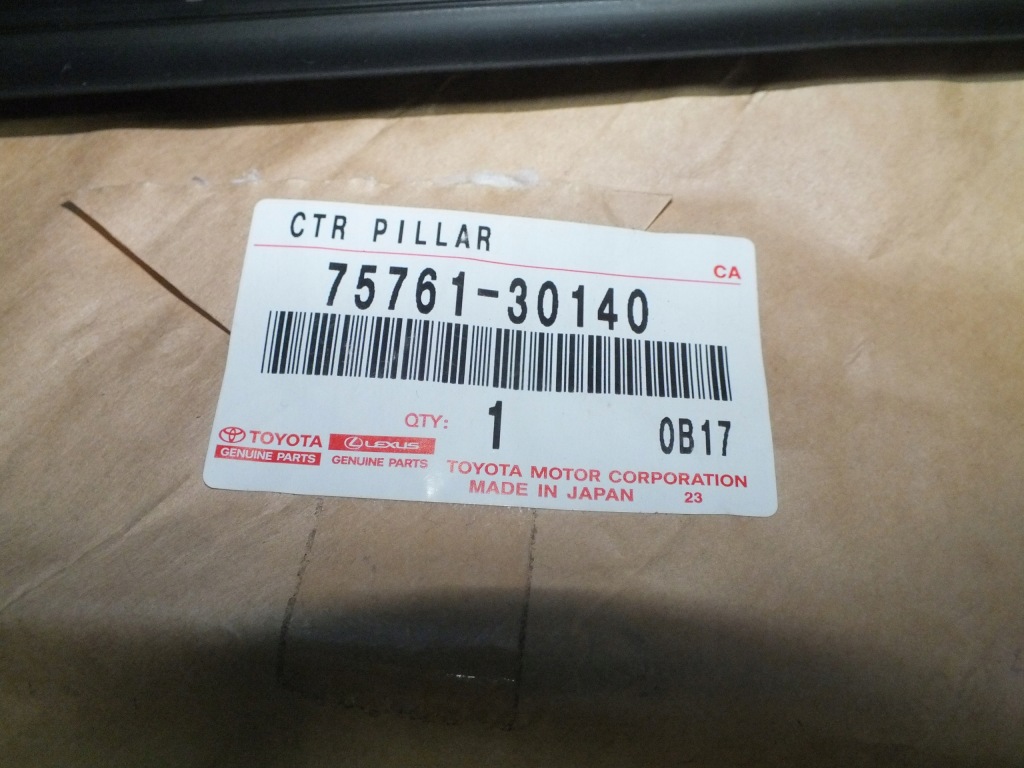 CTR PILLAR
CA
75761-30140
QTY: 1 0B17
TOYOTA LEXUS
GENUINE PARTS GENUINE PARTS
TOYOTA MOTOR CORPORATION
MADE IN JAPAN 23